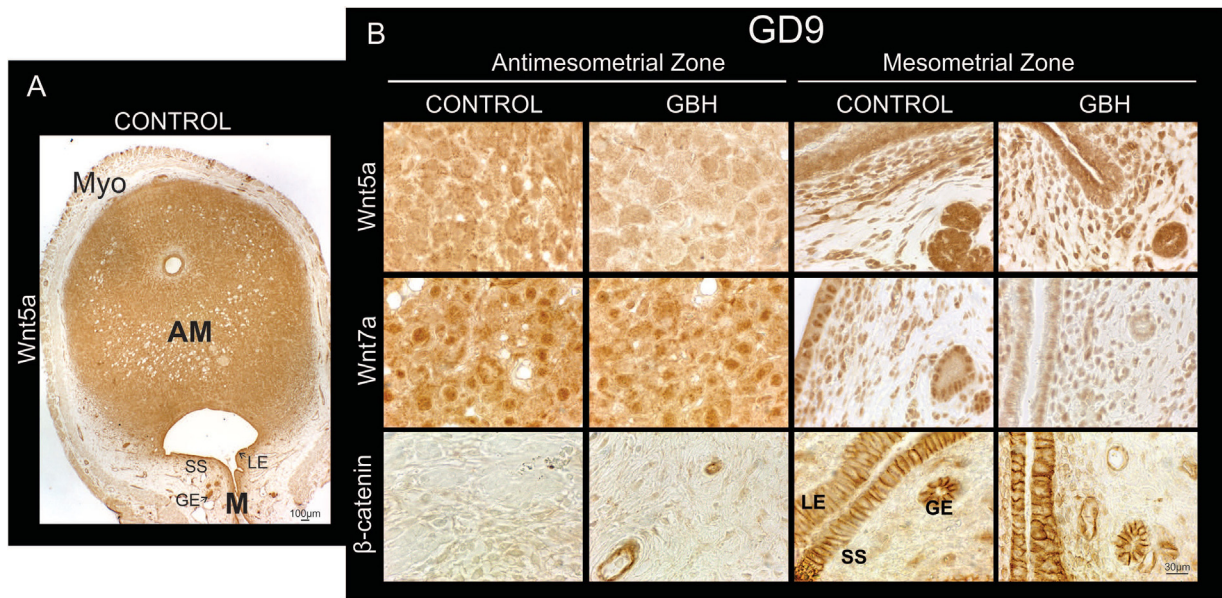 A
CONTROL
Wnt5a
Myo
AM
SS
LE
GE
M
100µm
B
GD9
Antimesometrial Zone
Mesometrial Zone
CONTROL
GBH
CONTROL
GBH
Wnt5a
Wnt7a
β-catenin
LE
GE
SS
30µm